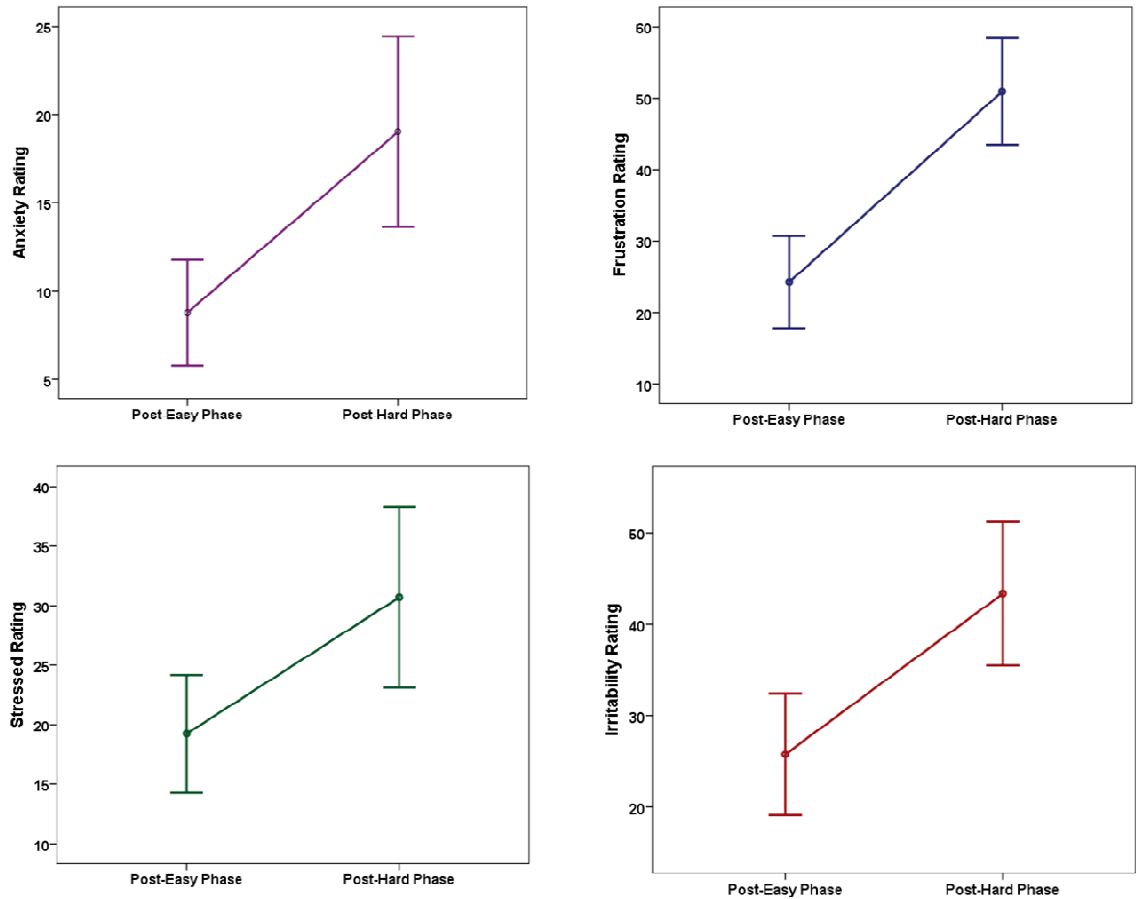 25
20
15
10
5
Anxiety Rating
Post-Easy Phase
Post-Hard Phase
60
50
40
30
20
10
Frustration Rating
Post-Easy Phase
Post-Hard Phase
40
35
30
25
20
15
10
Stressed Rating
Post-Easy Phase
Post-Hard Phase
50
40
30
20
Irritability Rating
Post-Easy Phase
Post-Hard Phase